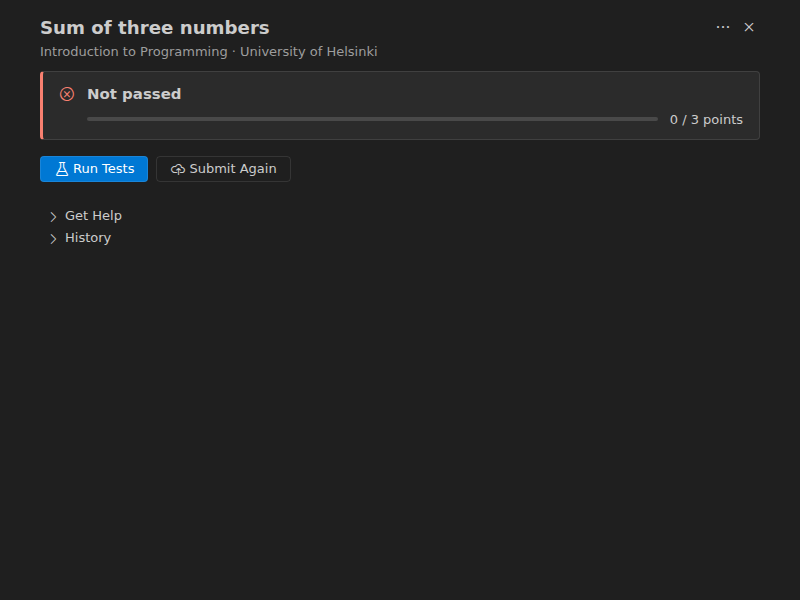 Sum of three numbers
Introduction to Programming · University of Helsinki
Not passed
0 / 3 points
Run Tests
Submit Again
Get Help
History